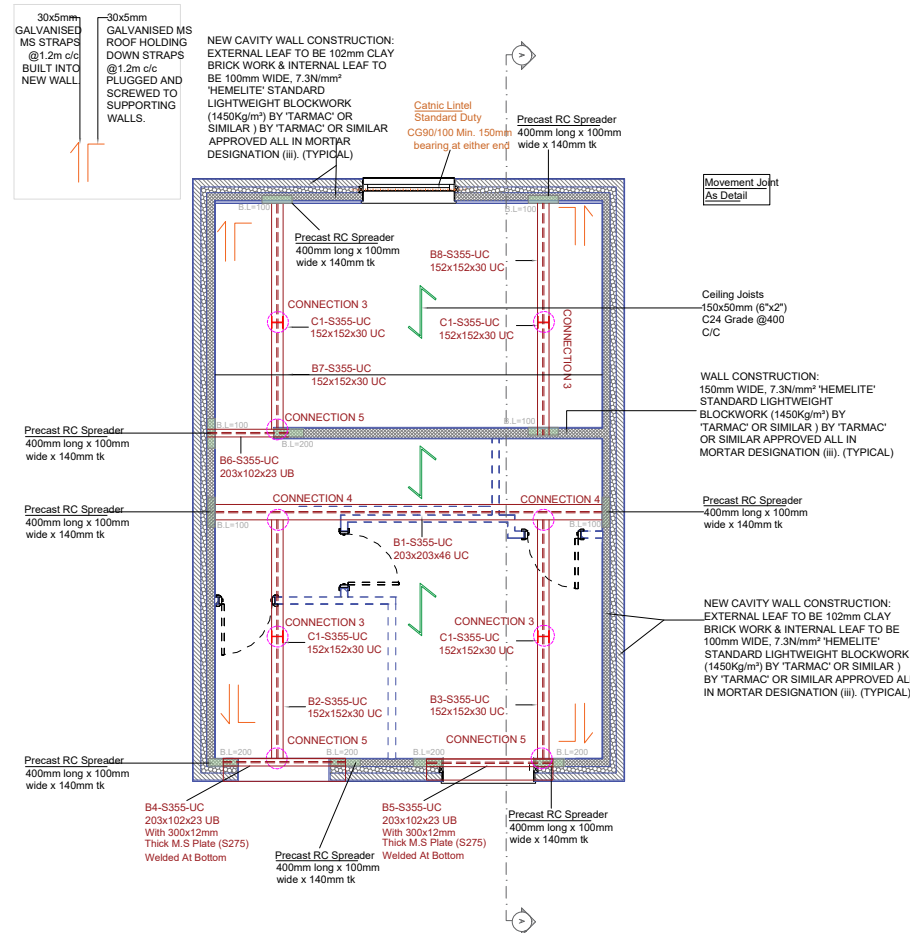 30x5mm
GALVANISED
MS STRAPS
@1.2m c/c
BUILT INTO
NEW WALL.
30x5mm
GALVANISED MS
ROOF HOLDING
DOWN STRAPS
@1.2m c/c
PLUGGED AND
SCREWED TO
SUPPORTING
WALLS.
NEW CAVITY WALL CONSTRUCTION:
EXTERNAL LEAF TO BE 102mm CLAY
BRICK WORK & INTERNAL LEAF TO
BE 100mm WIDE, 7.3N/mm²
'HEMELITE' STANDARD
LIGHTWEIGHT BLOCKWORK
(1450Kg/m³) BY 'TARMAC' OR
SIMILAR ) BY 'TARMAC' OR SIMILAR
APPROVED ALL IN MORTAR
DESIGNATION (iii). (TYPICAL)
A
Catnic Lintel
Standard Duty
CG90/100 Min. 150mm
bearing at either end
Precast RC Spreader
400mm long x 100mm
wide x 140mm tk
Movement Joint
As Detail
B.L=100
B.L=100
Precast RC Spreader
400mm long x 100mm
wide x 140mm tk
B8-S355-UC
152x152x30 UC
Ceiling Joists
150x50mm (6"x2")
C24 Grade @400
C/C
CONNECTION 3
C1-S355-UC
152x152x30 UC
C1-S355-UC
152x152x30 UC
CONNECTION 3
B7-S355-UC
152x152x30 UC
WALL CONSTRUCTION:
150mm WIDE, 7.3N/mm² 'HEMELITE'
STANDARD LIGHTWEIGHT
BLOCKWORK (1450Kg/m³) BY
'TARMAC' OR SIMILAR ) BY 'TARMAC'
OR SIMILAR APPROVED ALL IN
MORTAR DESIGNATION (iii). (TYPICAL)
CONNECTION 5
Precast RC Spreader
400mm long x 100mm
wide x 140mm tk
B.L=200
B6-S355-UC
203x102x23 UB
CONNECTION 4
CONNECTION 4
Precast RC Spreader
400mm long x 100mm
wide x 140mm tk
Precast RC Spreader
400mm long x 100mm
wide x 140mm tk
B.L=100
B.L=100
B1-S355-UC
203x203x46 UC
NEW CAVITY WALL CONSTRUCTION:
EXTERNAL LEAF TO BE 102mm CLAY
BRICK WORK & INTERNAL LEAF TO BE
100mm WIDE, 7.3N/mm² 'HEMELITE'
STANDARD LIGHTWEIGHT BLOCKWORK
(1450Kg/m³) BY 'TARMAC' OR SIMILAR )
BY 'TARMAC' OR SIMILAR APPROVED ALL
IN MORTAR DESIGNATION (iii). (TYPICAL)
CONNECTION 3
C1-S355-UC
152x152x30 UC
CONNECTION 3
C1-S355-UC
152x152x30 UC
B2-S355-UC
152x152x30 UC
B3-S355-UC
152x152x30 UC
CONNECTION 5
CONNECTION 5
B.L=200
B.L=200
B.L=200
B.L=200
Precast RC Spreader
400mm long x 100mm
wide x 140mm tk
B4-S355-UC
203x102x23 UB
With 300x12mm
Thick M.S Plate (S275)
Welded At Bottom
Precast RC Spreader
400mm long x 100mm
wide x 140mm tk
B5-S355-UC
203x102x23 UB
With 300x12mm
Thick M.S Plate (S275)
Welded At Bottom
Precast RC Spreader
400mm long x 100mm
wide x 140mm tk
A